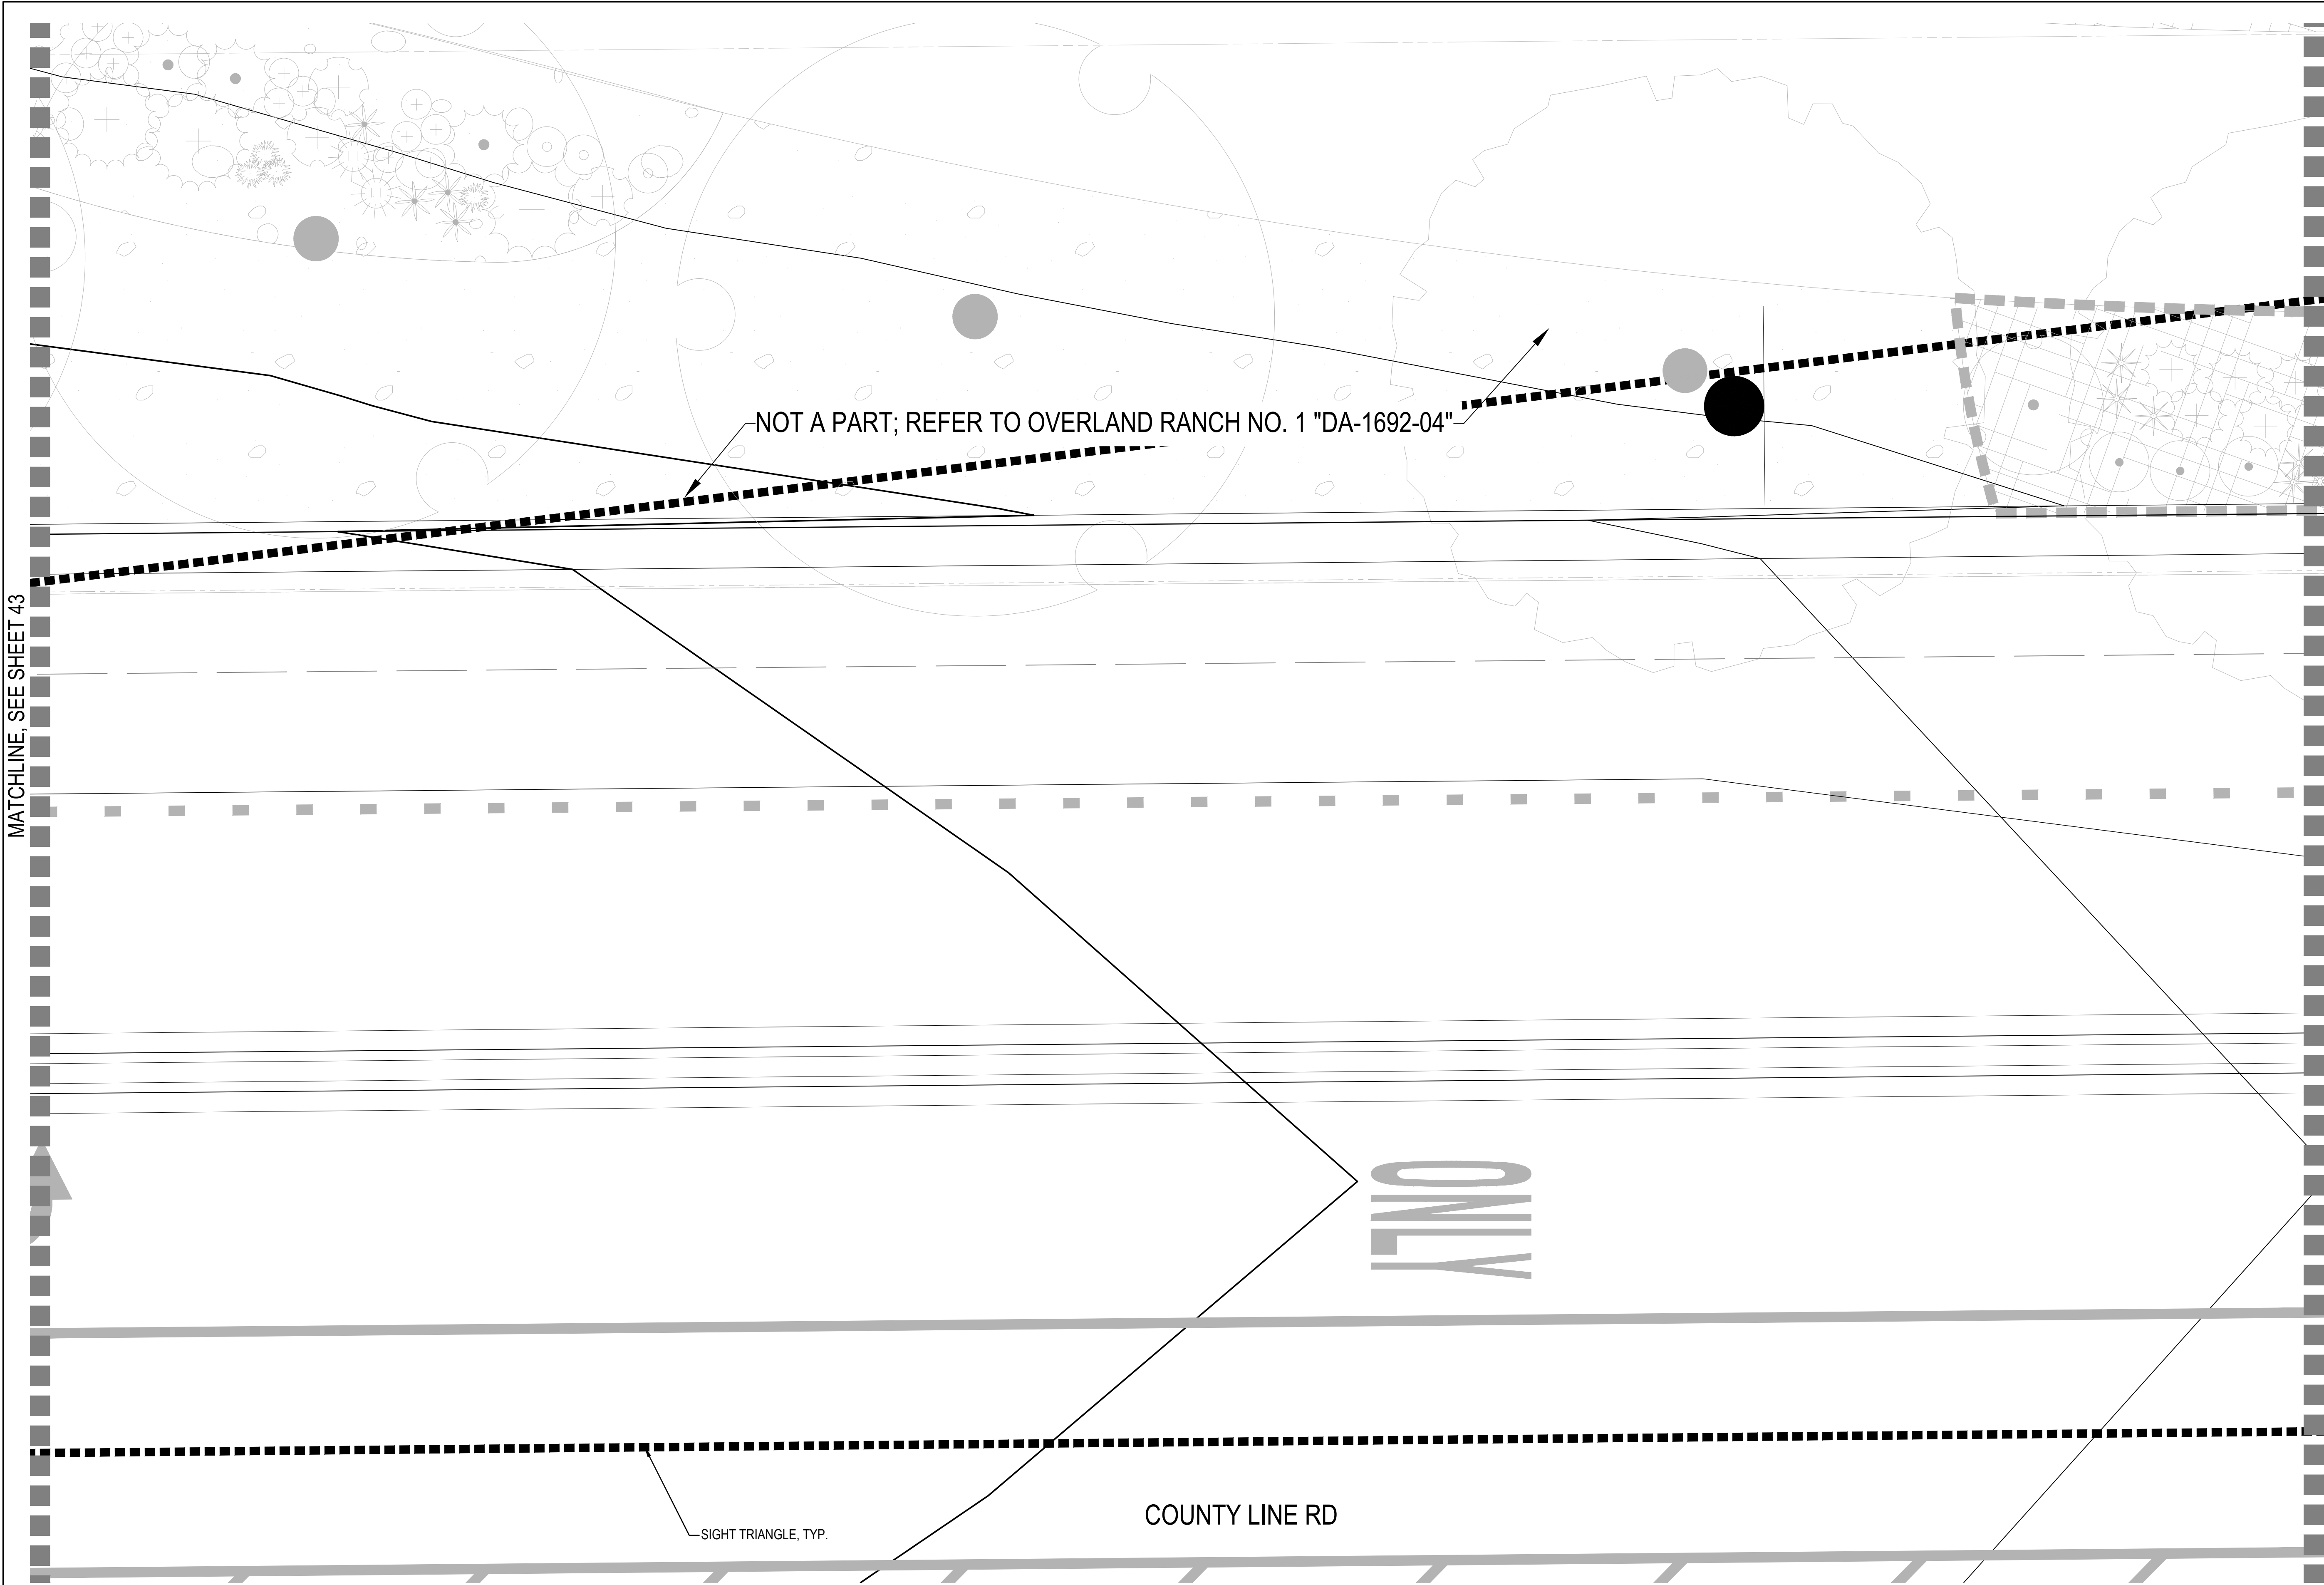 NOT A PART; REFER TO OVERLAND RANCH NO. 1 "DA-1692-04"
MATCHLINE, SEE SHEET 43
ONLY
COUNTY LINE RD
SIGHT TRIANGLE, TYP.